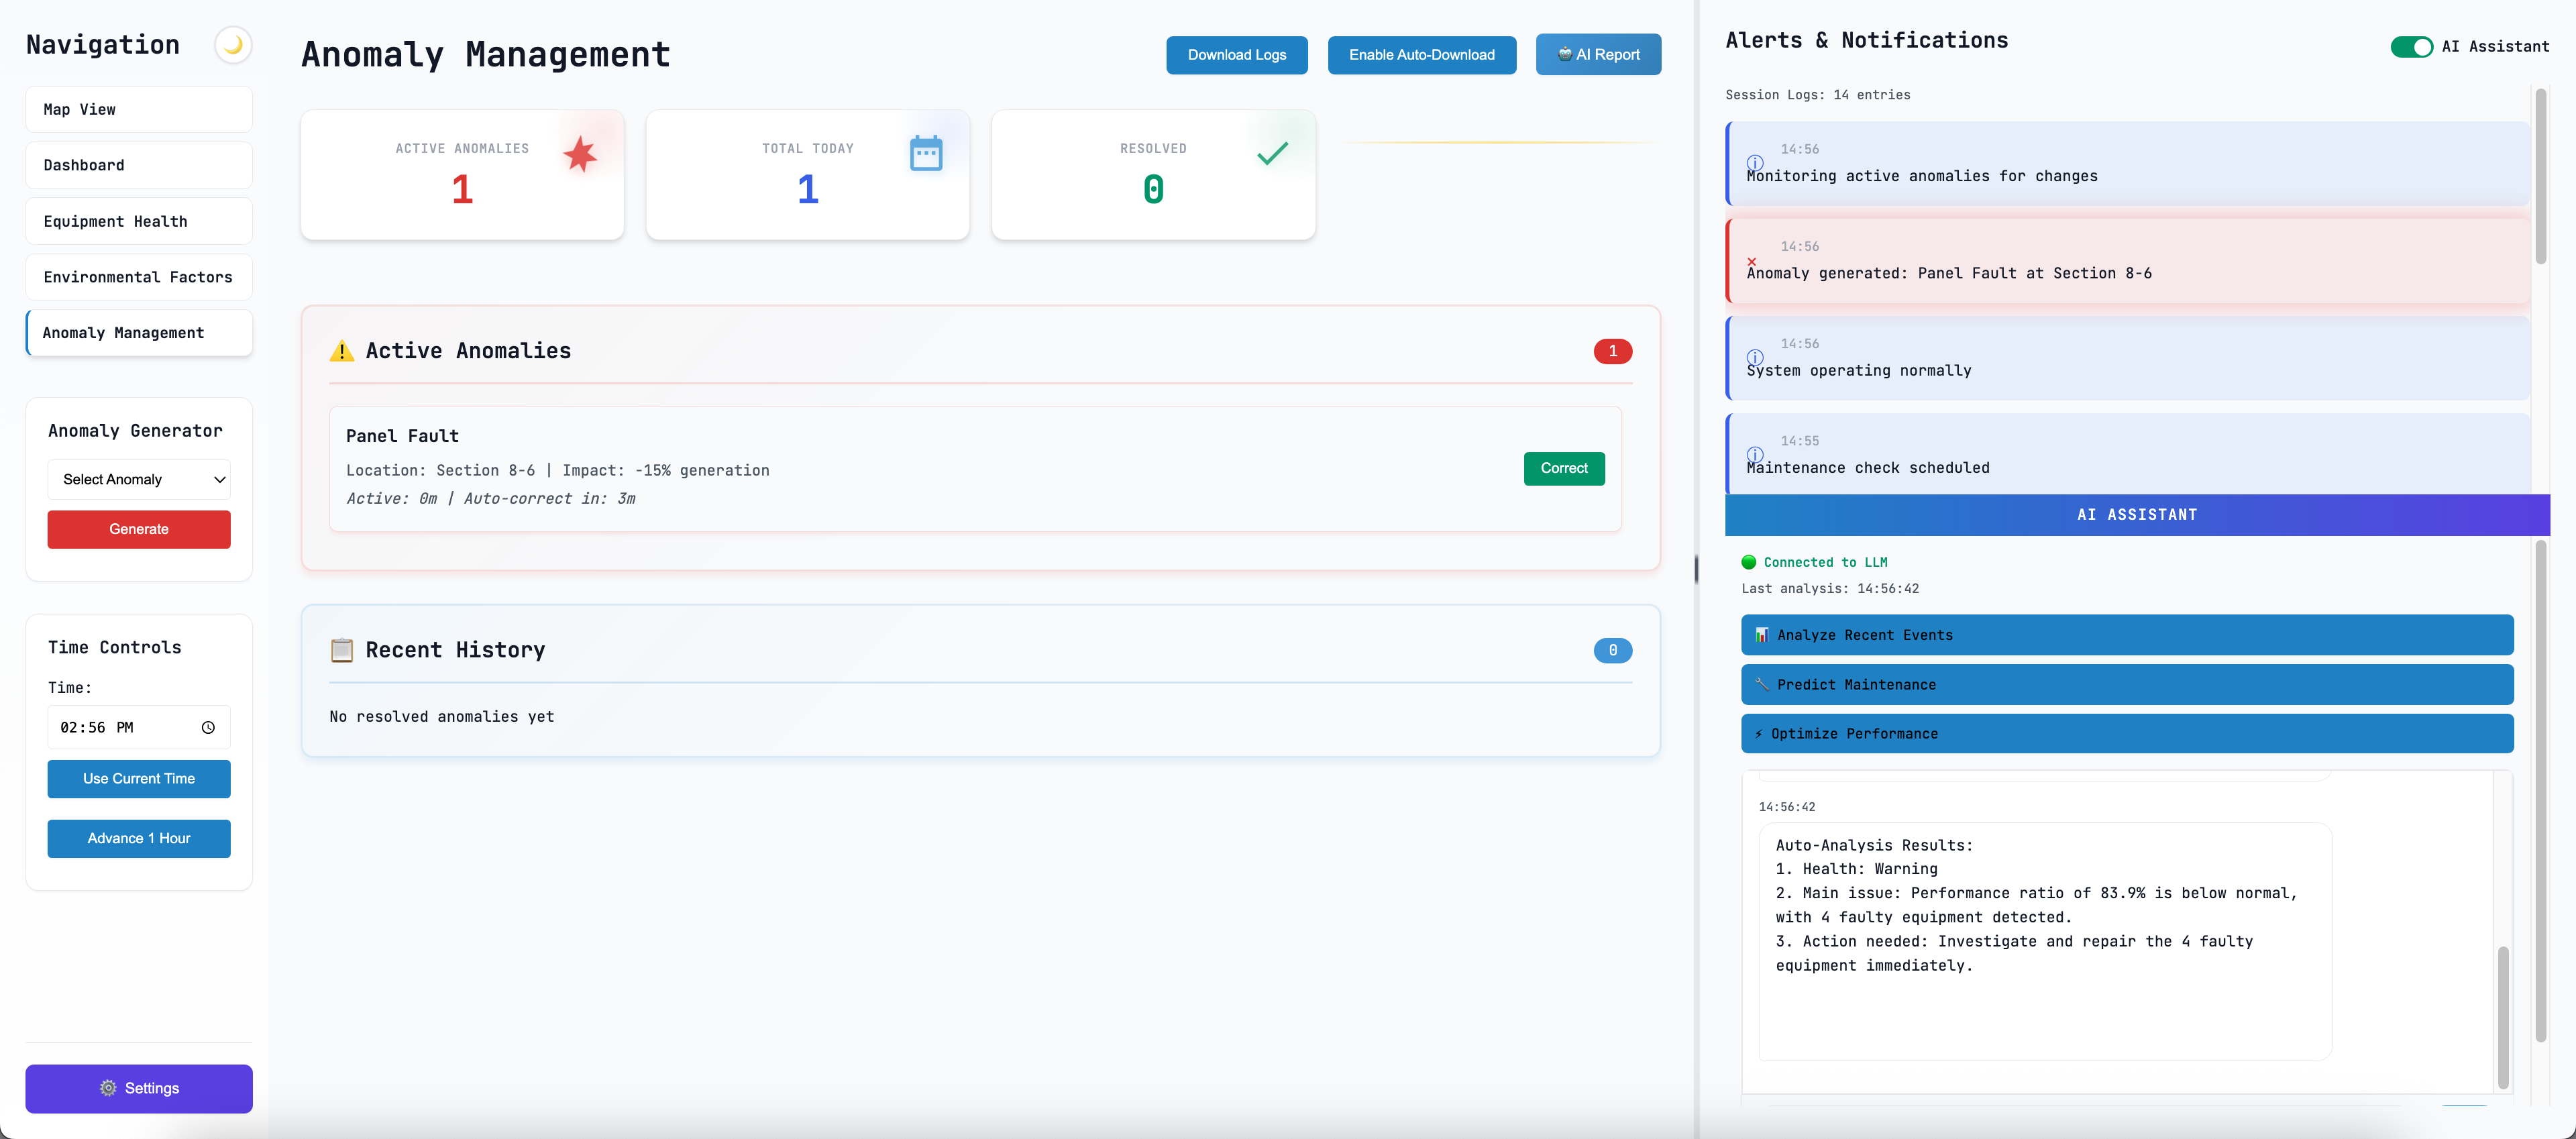 Navigation
Map View
Dashboard
Equipment Health
Environmental Factors
Anomaly Management
Anomaly Generator
Select Anomaly
Generate
Time Controls
Time:
02:56 PM
Use Current Time
Advance 1 Hour
Settings
Anomaly Management
Download Logs
Enable Auto-Download
AI Report
ACTIVE ANOMALIES
1
TOTAL TODAY
1
RESOLVED
0
Active Anomalies
1
Panel Fault
Location: Section 8-6 | Impact: -15% generation
Active: 0m | Auto-correct in: 3m
Correct
Recent History
0
No resolved anomalies yet
Alerts & Notifications
AI Assistant
Session Logs: 14 entries
14:56
Monitoring active anomalies for changes
14:56
Anomaly generated: Panel Fault at Section 8-6
14:56
System operating normally
14:55
Maintenance check scheduled
AI ASSISTANT
Connected to LLM
Last analysis: 14:56:42
Analyze Recent Events
Predict Maintenance
Optimize Performance
14:56:42
Auto-Analysis Results:
1. Health: Warning
2. Main issue: Performance ratio of 83.9% is below normal,
with 4 faulty equipment detected.
3. Action needed: Investigate and repair the 4 faulty
equipment immediately.